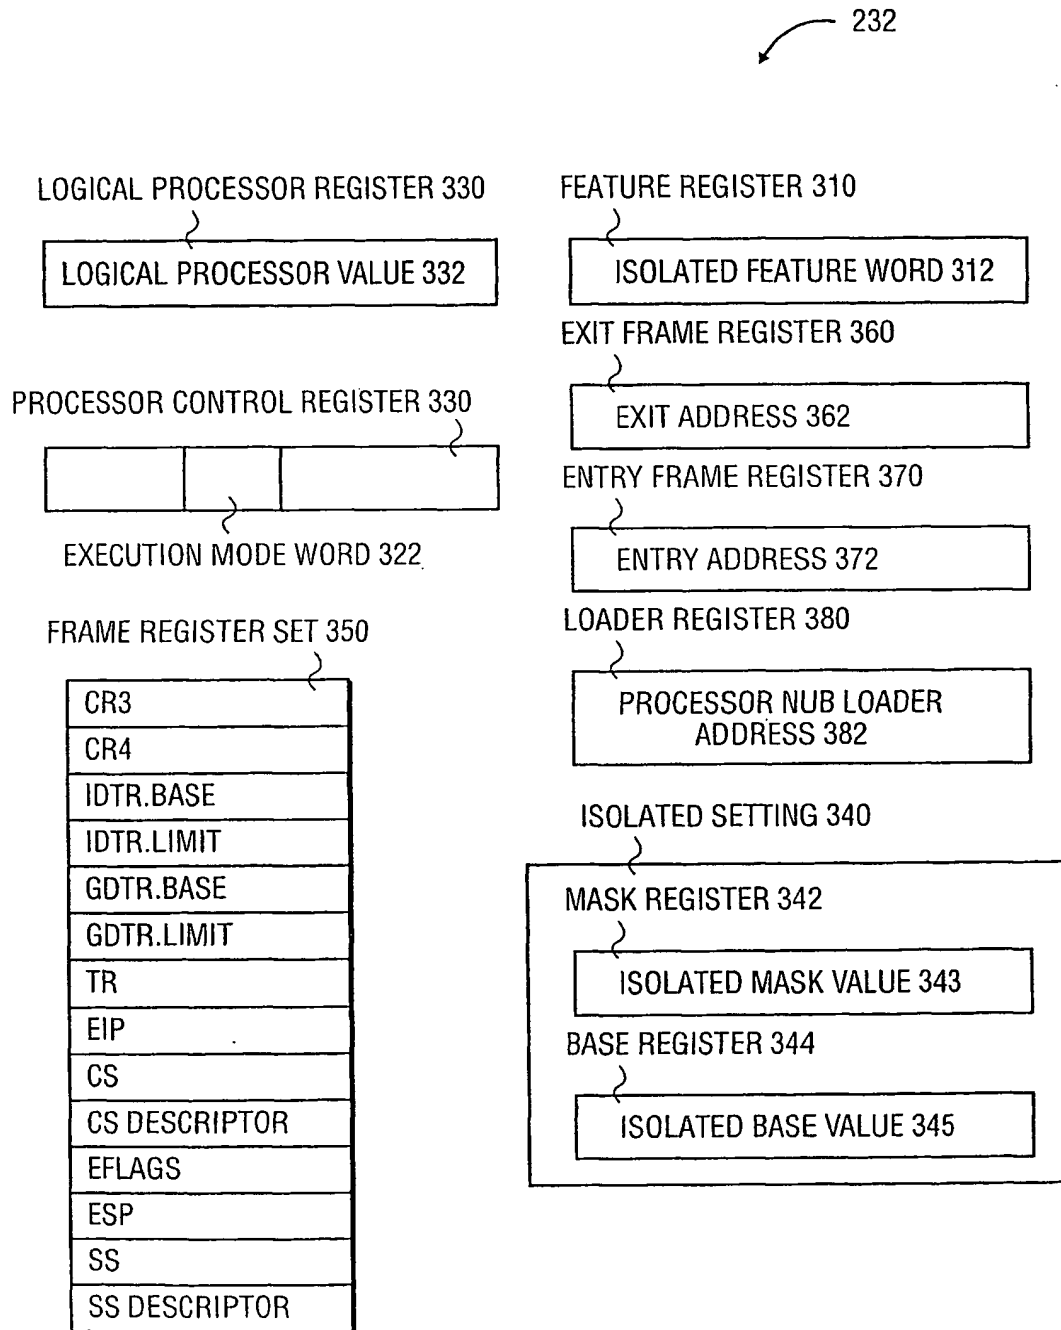 232
LOGICAL PROCESSOR REGISTER 330
LOGICAL PROCESSOR VALUE 332
PROCESSOR CONTROL REGISTER 330
EXECUTION MODE WORD 322
FRAME REGISTER SET 350
CR3
CR4
IDTR.BASE
IDTR.LIMIT
GDTR.BASE
GDTR.LIMIT
TR
EIP
CS
CS DESCRIPTOR
EFLAGS
ESP
SS
SS DESCRIPTOR
FEATURE REGISTER 310
ISOLATED FEATURE WORD 312
EXIT FRAME REGISTER 360
EXIT ADDRESS 362
ENTRY FRAME REGISTER 370
ENTRY ADDRESS 372
LOADER REGISTER 380
PROCESSOR NUB LOADER
ADDRESS 382
ISOLATED SETTING 340
MASK REGISTER 342
ISOLATED MASK VALUE 343
BASE REGISTER 344
ISOLATED BASE VALUE 345